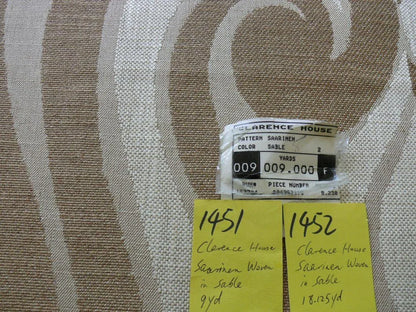 CLARENCE HOUSE
PATTERN SAARINEN
COLOR SABLE 2
YARDS
009 009.000 F
PIECE NUMBER
1451
Clarence House
Saarinen Woven
in Sable
9yd
1452
Clarence House
Saarinen Woven
in Sable
18.125yd